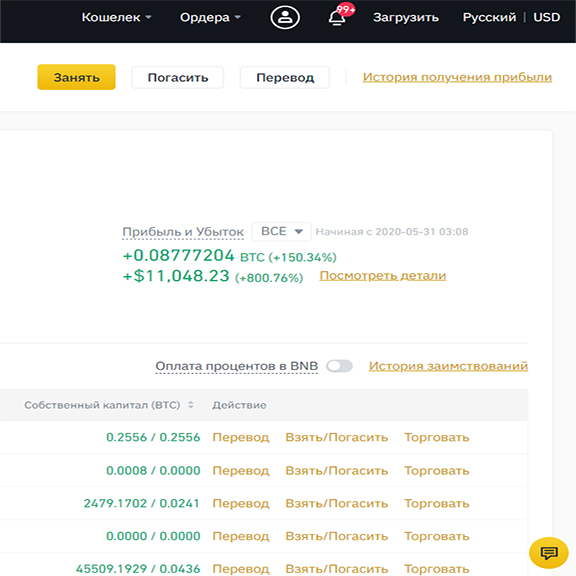 Кошелек Ордера 99+ Загрузить Русский | USD
Занять Погасить Перевод История получения прибыли
Прибыль и Убыток ВСЕ Начиная с 2020-05-31 03:08
+0.08777204 BTC (+150.34%)
+$11,048.23 (+800.76%) Посмотреть детали
Оплата процентов в BNB История заимствований
Собственный капитал (BTC) Действие
0.2556 / 0.2556 Перевод Взять/Погасить Торговать
0.0008 / 0.0000 Перевод Взять/Погасить Торговать
2479.1702 / 0.0241 Перевод Взять/Погасить Торговать
0.0000 / 0.0000 Перевод Взять/Погасить Торговать
45509.1929 / 0.0436 Перевод Взять/Погасить Торговать